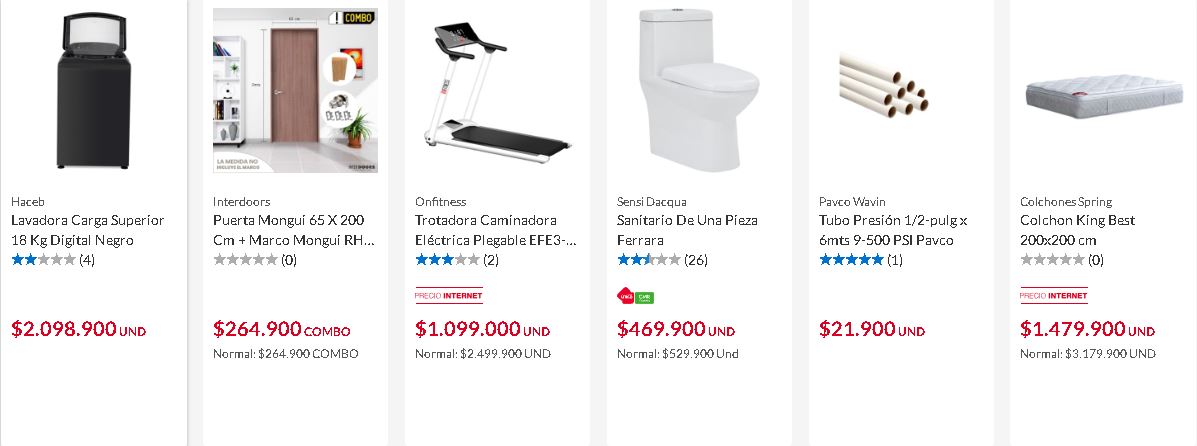 Haceb
Lavadora Carga Superior
18 Kg Digital Negro
(4)
$2.098.900 UND
COMBO
65 cm
LA MEDIDA NO
INCLUYE EL MARCO
Interdoors
Puerta Mongui 65 X 200
Cm + Marco Mongui RH...
(0)
$264.900 COMBO
Normal: $264.900 COMBO
Onfitness
Trotadora Caminadora
Eléctrica Plegable EFE3-...
(2)
PRECIO INTERNET
$1.099.000 UND
Normal: $2.499.900 UND
Sensi Dacqua
Sanitario De Una Pieza
Ferrara
(26)
CMR
$469.900 UND
Normal: $529.900 Und
Pavco Wavin
Tubo Presión 1/2-pulg x
6mts 9-500 PSI Pavco
(1)
$21.900 UND
Colchones Spring
Colchon King Best
200x200 cm
(0)
PRECIO INTERNET
$1.479.900 UND
Normal: $3.179.900 UND